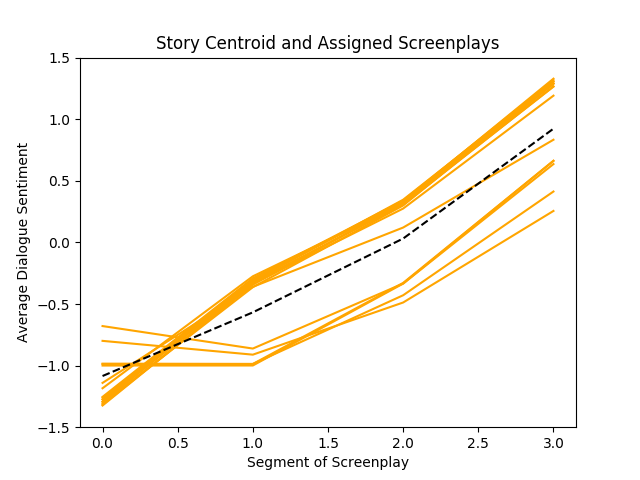 Story Centroid and Assigned Screenplays
1.5
1.0
0.5
0.0
−0.5
−1.0
−1.5
Average Dialogue Sentiment
0.0 0.5 1.0 1.5 2.0 2.5 3.0
Segment of Screenplay